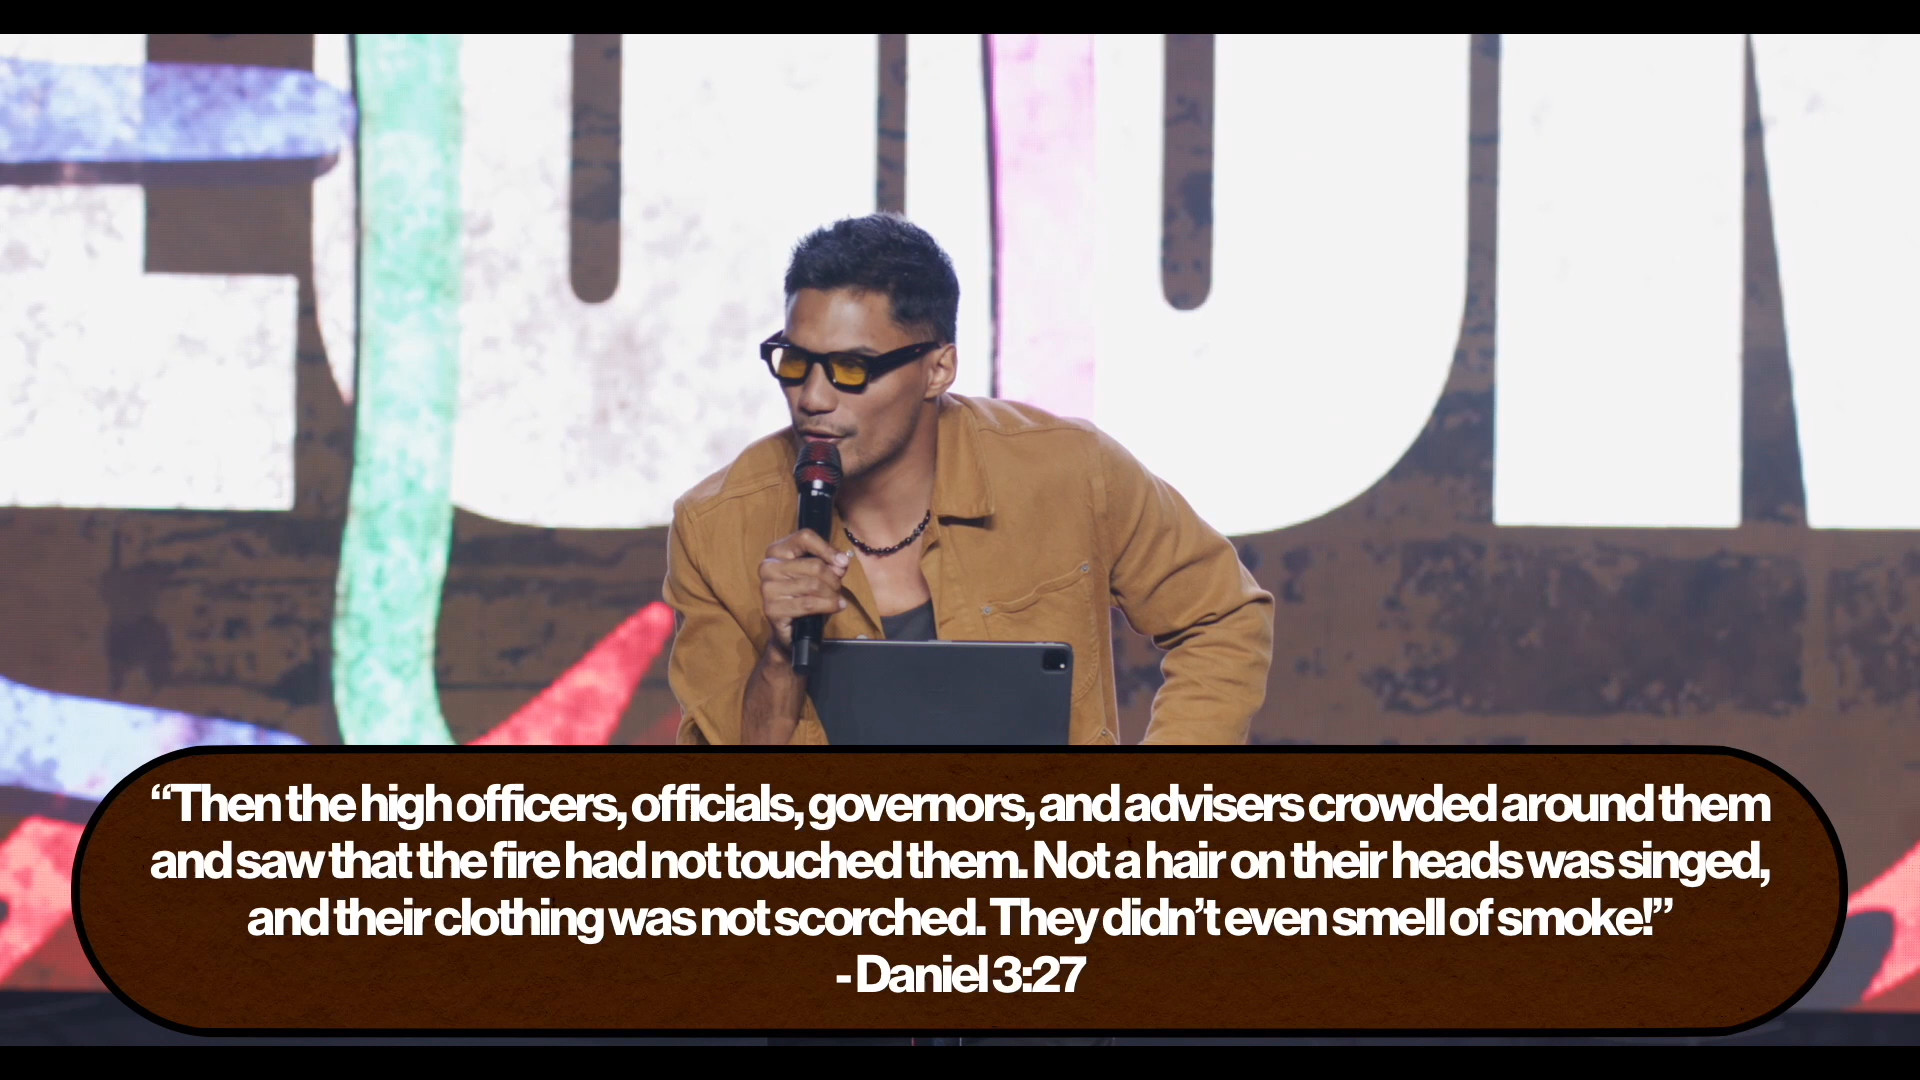 “Then the high officers, officials, governors, and advisers crowded around them
and saw that the fire had not touched them. Not a hair on their heads was singed,
and their clothing was not scorched. They didn’t even smell of smoke!”
- Daniel 3:27